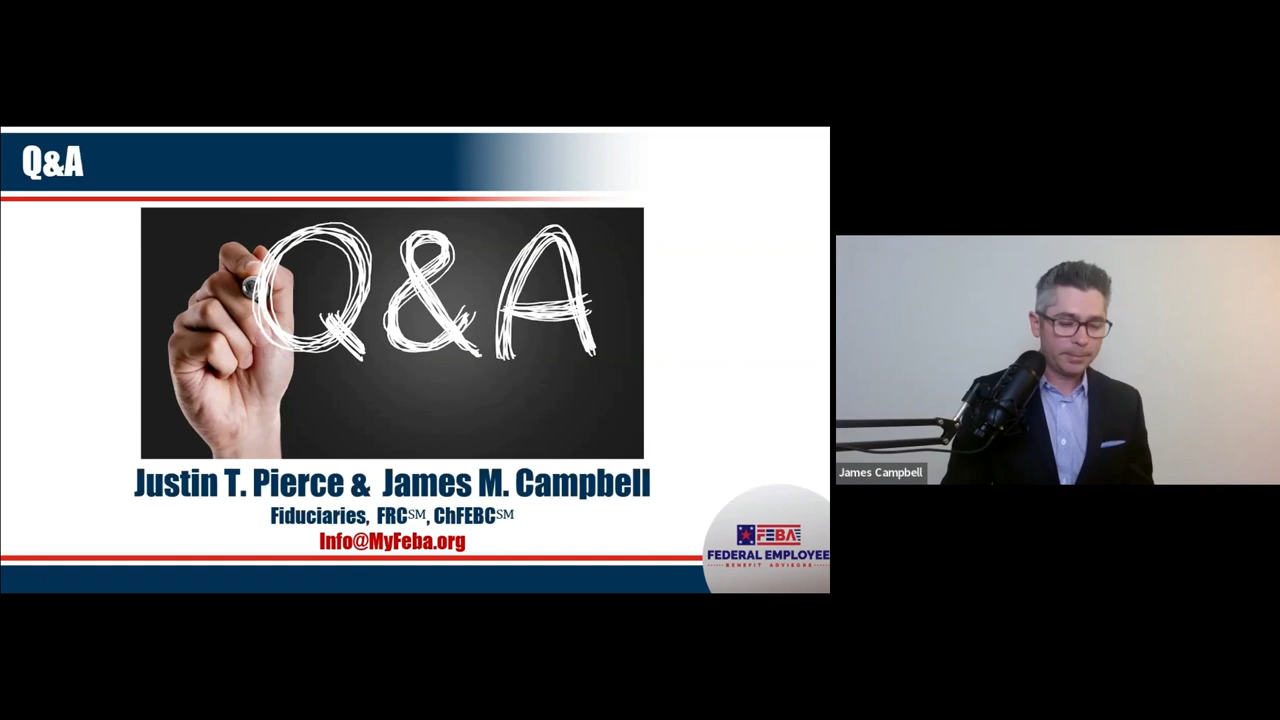 Q&A
Q&A
Justin T. Pierce & James M. Campbell
Fiduciaries, FRC℠, ChFEBC℠
Info@MyFeba.org
FEBA
FEDERAL EMPLOYEE
BENEFIT ADVISORS
James Campbell